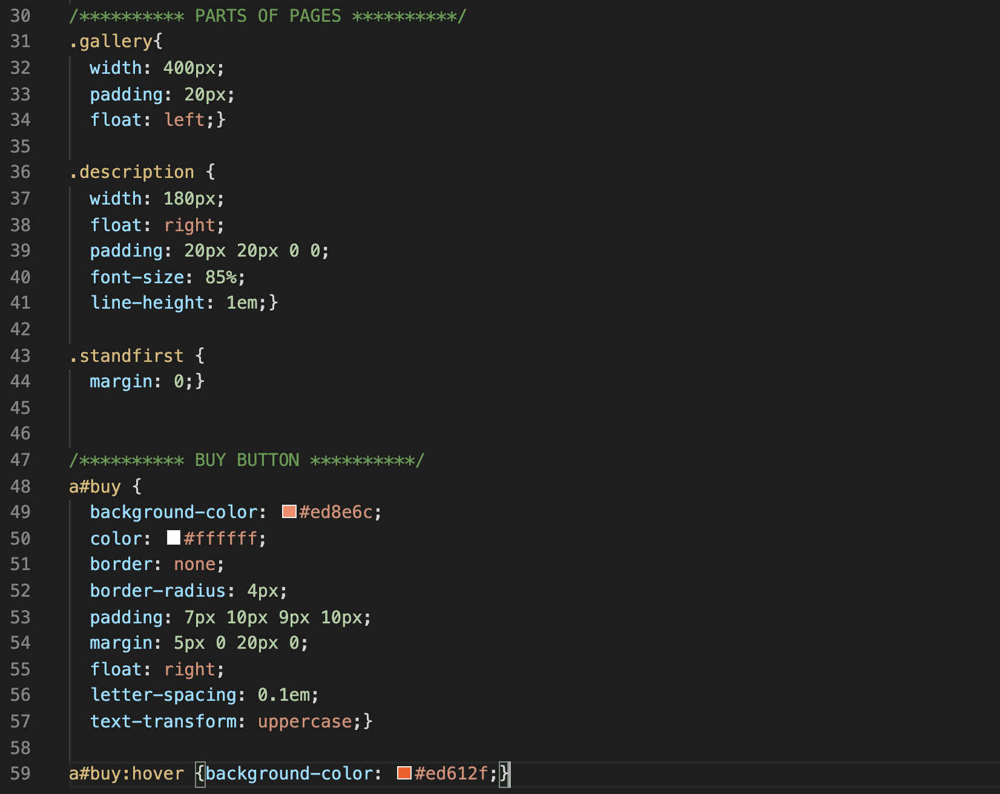 30 /********** PARTS OF PAGES **********/
31 .gallery{
32   width: 400px;
33   padding: 20px;
34   float: left;}
35
36 .description {
37   width: 180px;
38   float: right;
39   padding: 20px 20px 0 0;
40   font-size: 85%;
41   line-height: 1em;}
42
43 .standfirst {
44   margin: 0;}
45
46
47 /********** BUY BUTTON **********/
48 a#buy {
49   background-color: #ed8e6c;
50   color: #ffffff;
51   border: none;
52   border-radius: 4px;
53   padding: 7px 10px 9px 10px;
54   margin: 5px 0 20px 0;
55   float: right;
56   letter-spacing: 0.1em;
57   text-transform: uppercase;}
58
59 a#buy:hover {background-color: #ed612f;}